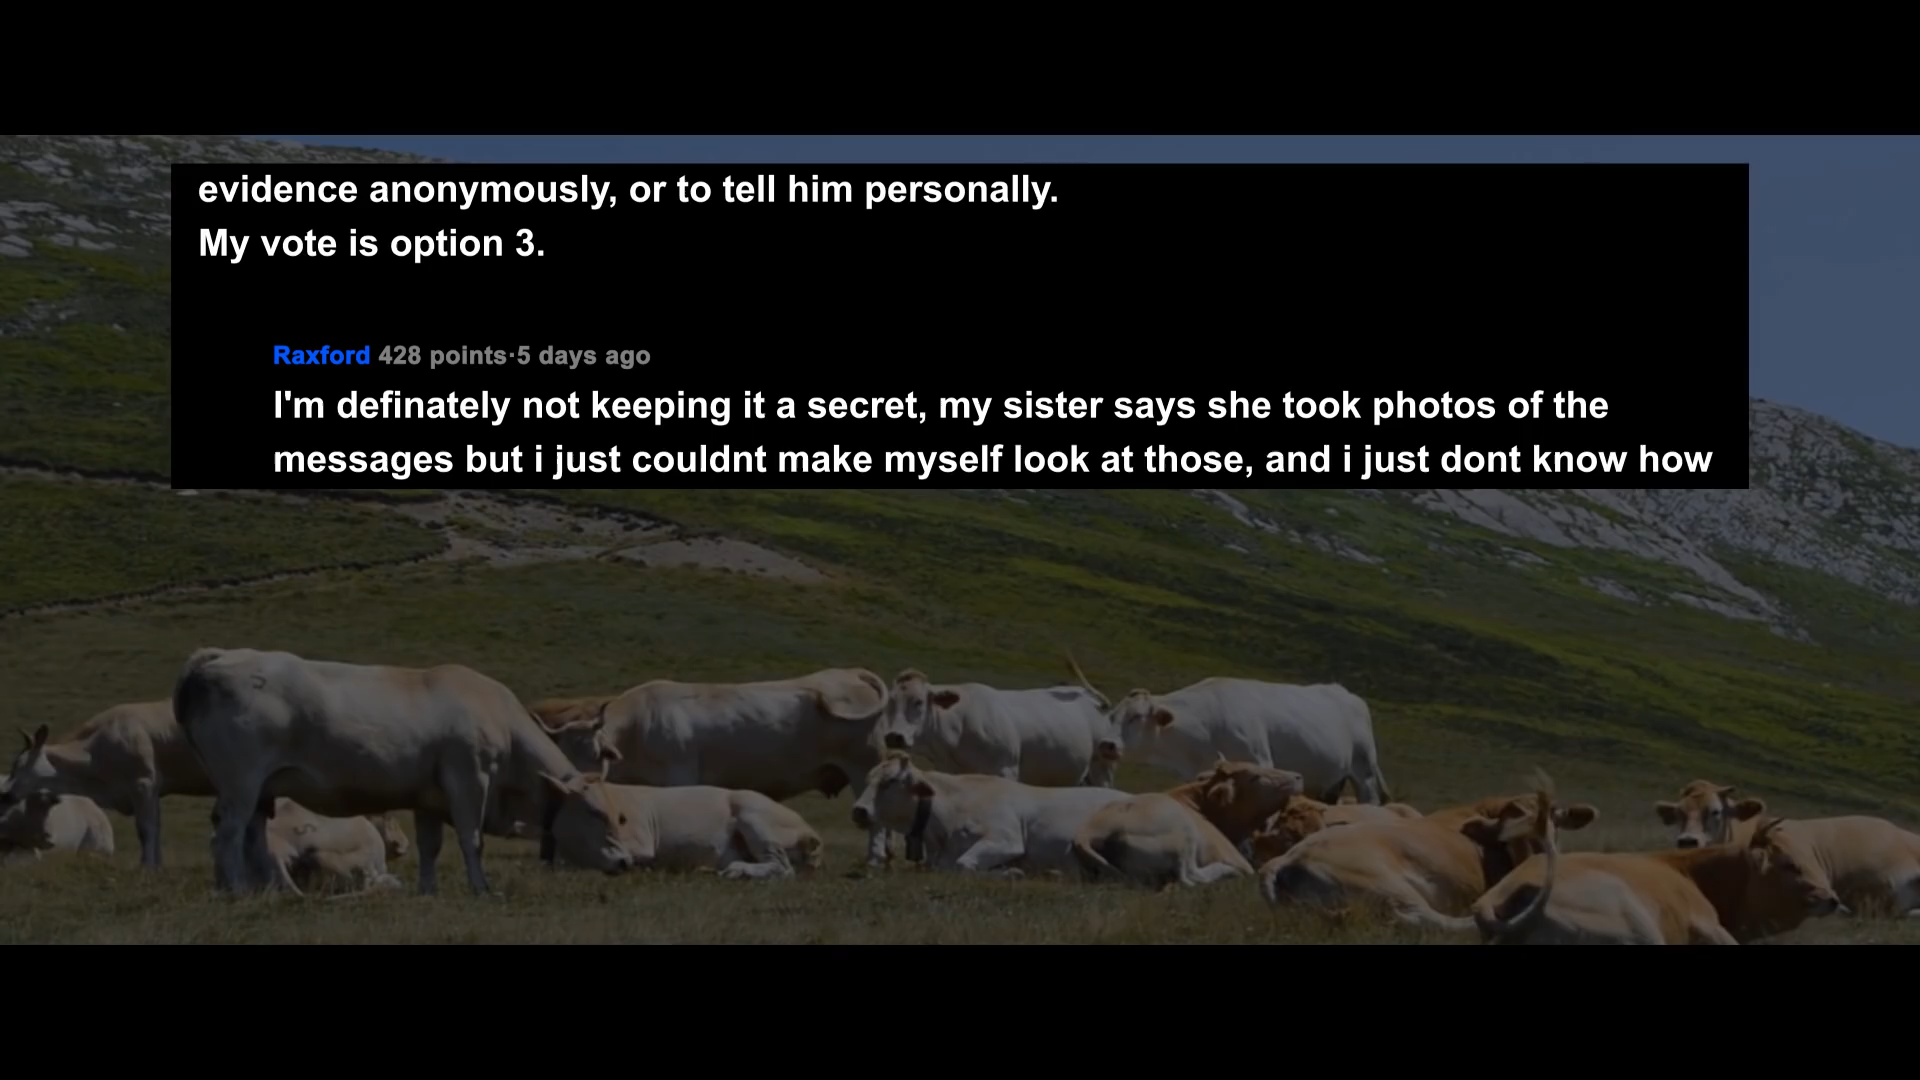 evidence anonymously, or to tell him personally.
My vote is option 3.
Raxford 428 points·5 days ago
I'm definately not keeping it a secret, my sister says she took photos of the
messages but i just couldnt make myself look at those, and i just dont know how